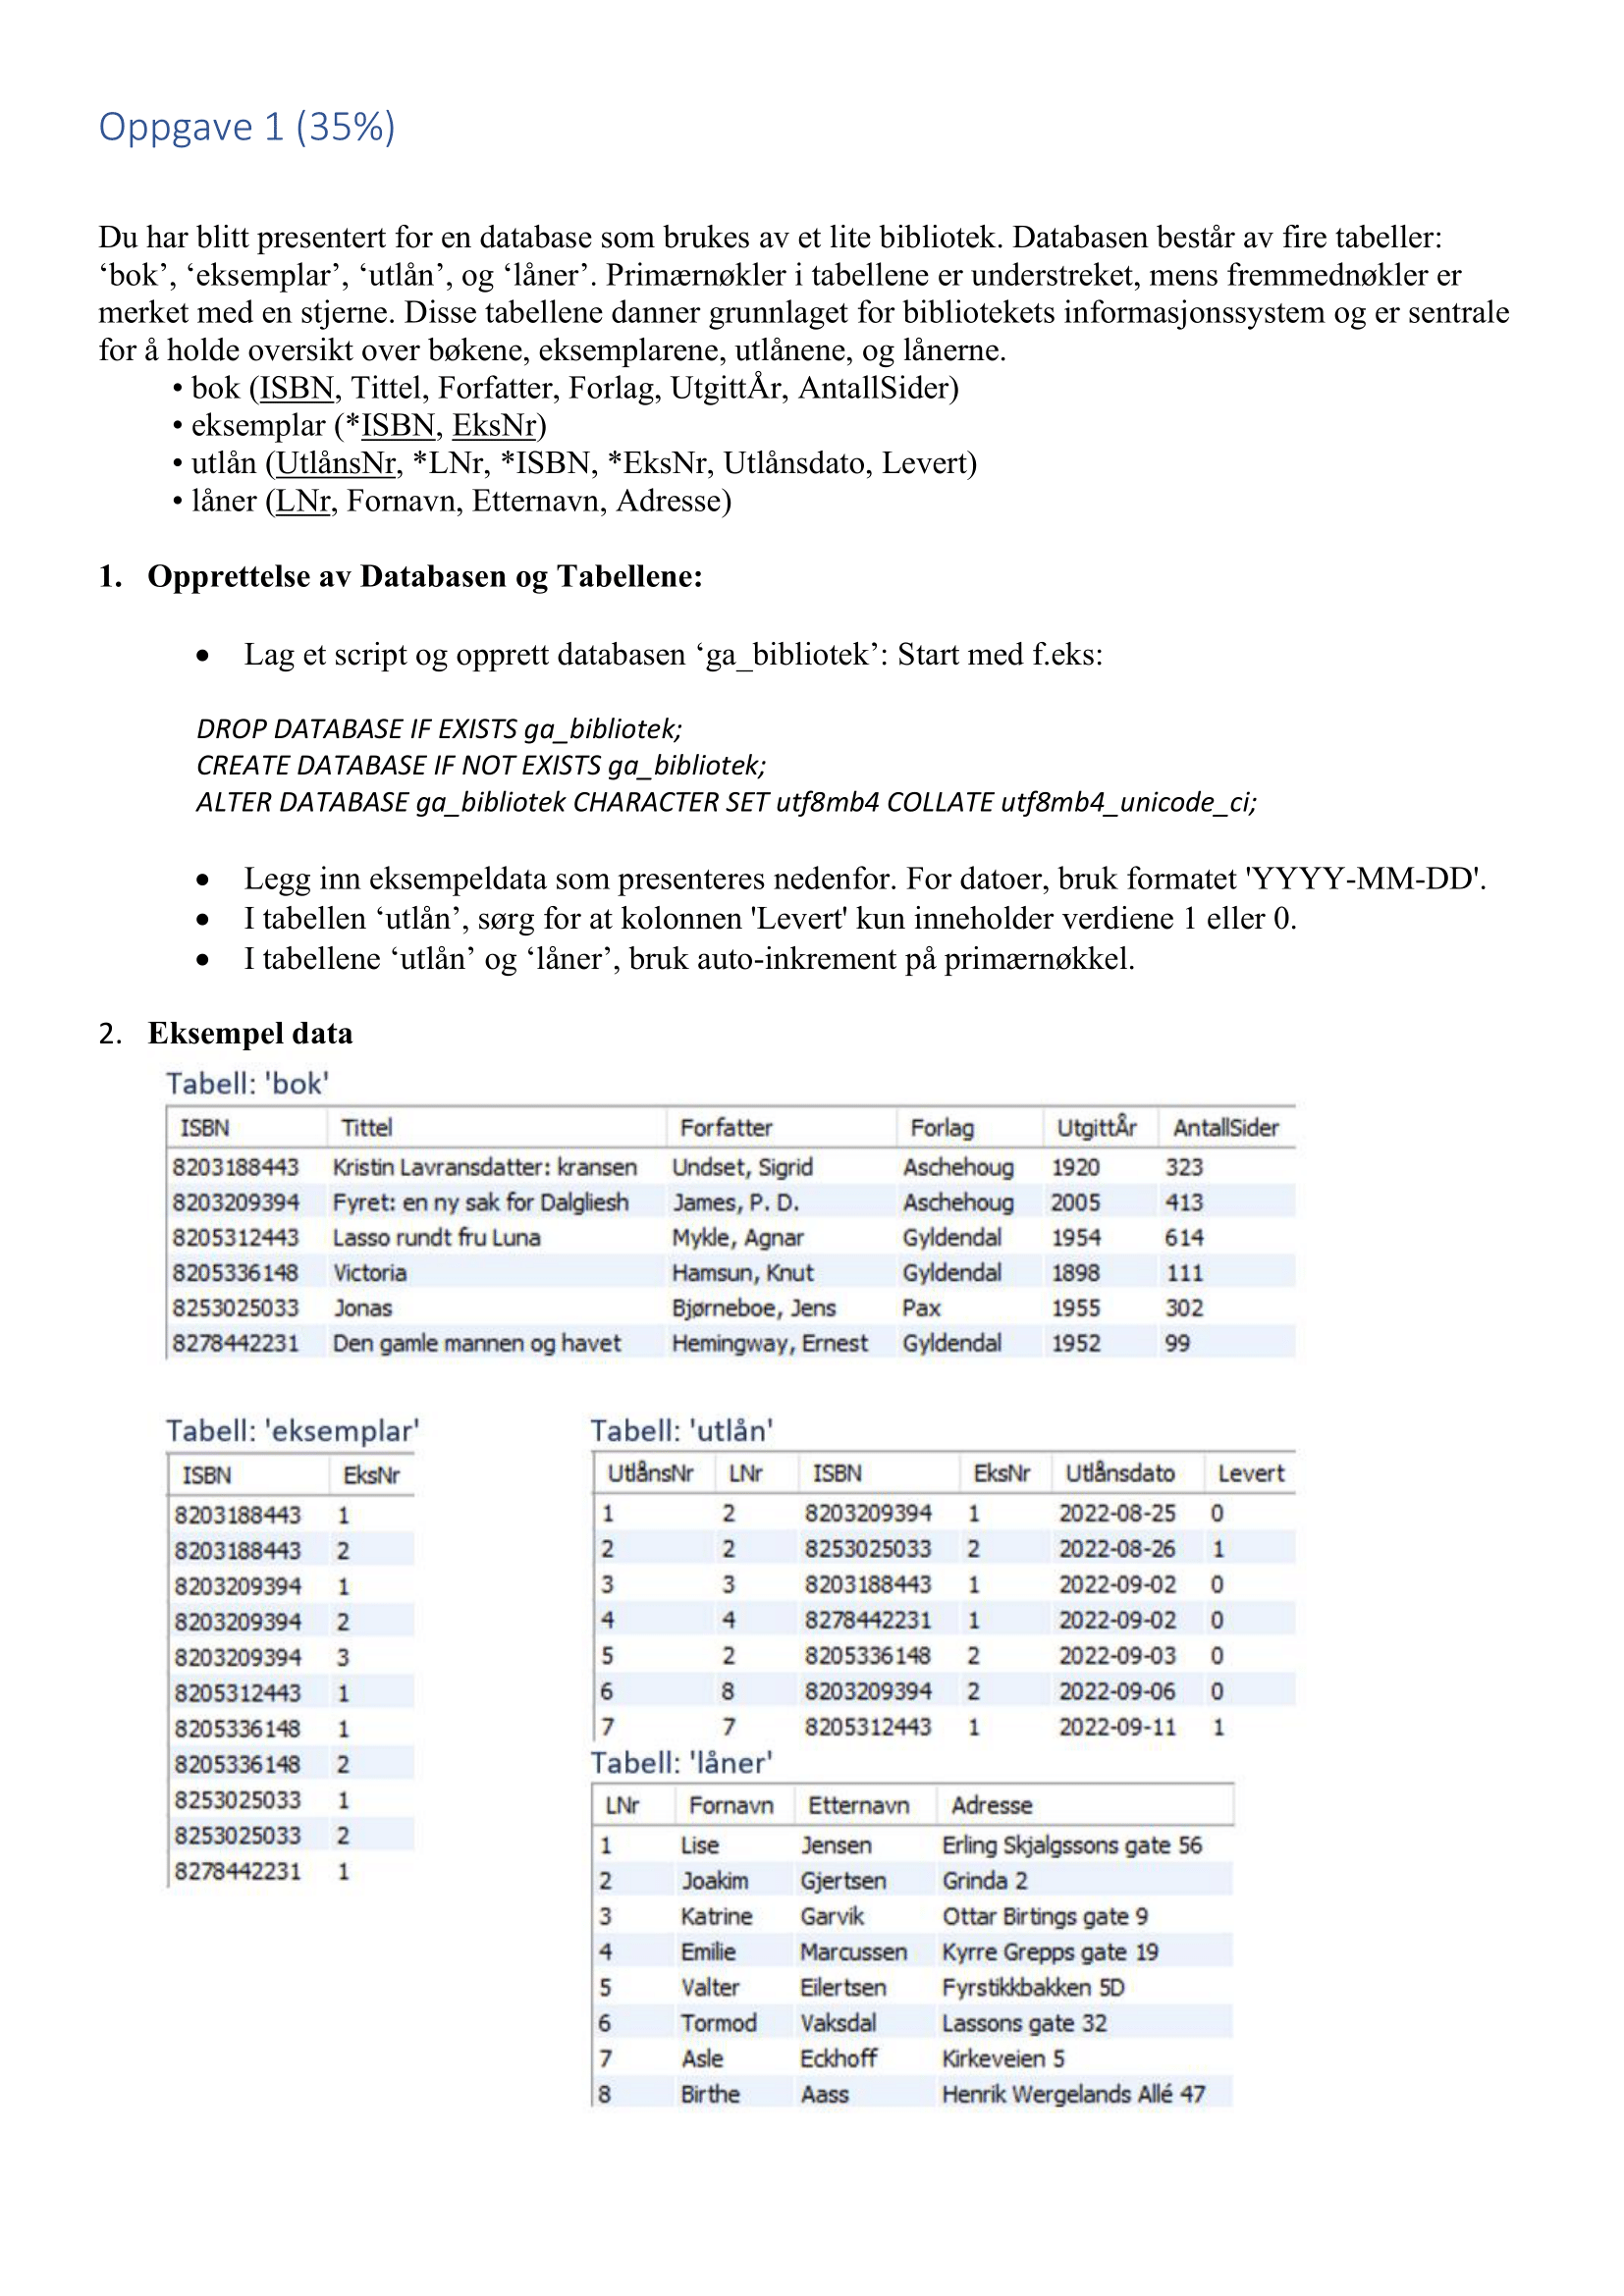 Oppgave 1 (35%)
Du har blitt presentert for en database som brukes av et lite bibliotek. Databasen består av fire tabeller:
‘bok’, ‘eksemplar’, ‘utlån’, og ‘låner’. Primærnøkler i tabellene er understreket, mens fremmednøkler er
merket med en stjerne. Disse tabellene danner grunnlaget for bibliotekets informasjonssystem og er sentrale
for å holde oversikt over bøkene, eksemplarene, utlånene, og lånerne.
• bok (ISBN, Tittel, Forfatter, Forlag, UtgittÅr, AntallSider)
• eksemplar (*ISBN, EksNr)
• utlån (UtlånsNr, *LNr, *ISBN, *EksNr, Utlånsdato, Levert)
• låner (LNr, Fornavn, Etternavn, Adresse)
1. Opprettelse av Databasen og Tabellene:
• Lag et script og opprett databasen ‘ga_bibliotek’: Start med f.eks:
DROP DATABASE IF EXISTS ga_bibliotek;
CREATE DATABASE IF NOT EXISTS ga_bibliotek;
ALTER DATABASE ga_bibliotek CHARACTER SET utf8mb4 COLLATE utf8mb4_unicode_ci;
• Legg inn eksempeldata som presenteres nedenfor. For datoer, bruk formatet 'YYYY-MM-DD'.
• I tabellen ‘utlån’, sørg for at kolonnen 'Levert' kun inneholder verdiene 1 eller 0.
• I tabellene ‘utlån’ og ‘låner’, bruk auto-inkrement på primærnøkkel.
2. Eksempel data
Tabell: 'bok'
ISBN Tittel Forfatter Forlag UtgittÅr AntallSider
8203188443 Kristin Lavransdatter: kransen Undset, Sigrid Aschehoug 1920 323
8203209394 Fyret: en ny sak for Dalgliesh James, P. D. Aschehoug 2005 413
8205312443 Lasso rundt fru Luna Mykle, Agnar Gyldendal 1954 614
8205336148 Victoria Hamsun, Knut Gyldendal 1898 111
8253025033 Jonas Bjørneboe, Jens Pax 1955 302
8278442231 Den gamle mannen og havet Hemingway, Ernest Gyldendal 1952 99
Tabell: 'eksemplar'
ISBN EksNr
8203188443 1
8203188443 2
8203209394 1
8203209394 2
8203209394 3
8205312443 1
8205336148 1
8205336148 2
8253025033 1
8253025033 2
8278442231 1
Tabell: 'utlån'
UtlånsNr LNr ISBN EksNr Utlånsdato Levert
1 2 8203209394 1 2022-08-25 0
2 2 8253025033 2 2022-08-26 1
3 3 8203188443 1 2022-09-02 0
4 4 8278442231 1 2022-09-02 0
5 2 8205336148 2 2022-09-03 0
6 8 8203209394 2 2022-09-06 0
7 7 8205312443 1 2022-09-11 1
Tabell: 'låner'
LNr Fornavn Etternavn Adresse
1 Lise Jensen Erling Skjalgssons gate 56
2 Joakim Gjertsen Grinda 2
3 Katrine Garvik Ottar Birtings gate 9
4 Emilie Marcussen Kyrre Grepps gate 19
5 Valter Eilertsen Fyrstikkbakken 5D
6 Tormod Vaksdal Lassons gate 32
7 Asle Eckhoff Kirkeveien 5
8 Birthe Aass Henrik Wergelands Allé 47